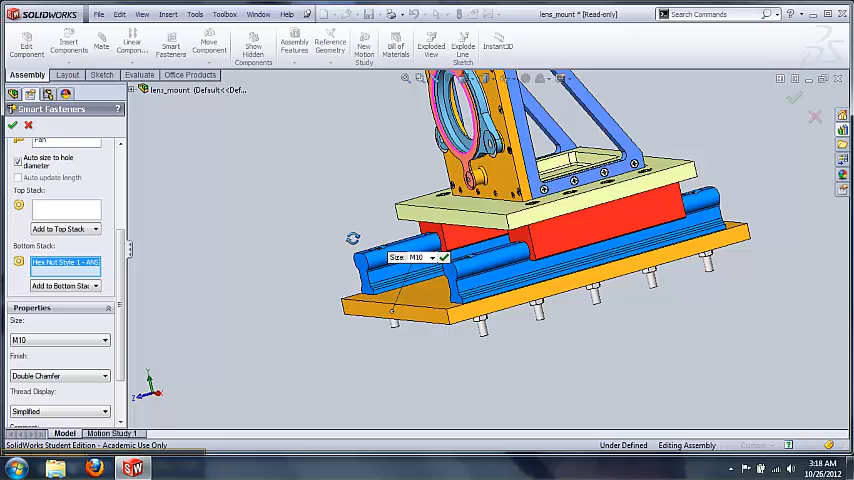 SOLIDWORKS
File Edit View Insert Tools Toolbox Window Help
lens_mount * [Read-only]
Search Commands
Edit Component
Insert Components
Mate
Linear Compon...
Smart Fasteners
Move Component
Show Hidden Components
Assembly Features
Reference Geometry
New Motion Study
Bill of Materials
Exploded View
Explode Line Sketch
Instant3D
Assembly Layout Sketch Evaluate Office Products
lens_mount (Default<<Def...
Smart Fasteners ?
Pan
Auto size to hole diameter
Auto update length
Top Stack:
Add to Top Stack
Bottom Stack:
Hex Nut Style 1 - ANS
Add to Bottom Stac
Properties
Size:
M10
Finish:
Double Chamfer
Thread Display:
Simplified
Size: M10
Y
X
Z
Model Motion Study 1
SolidWorks Student Edition - Academic Use Only
Under Defined Editing Assembly Custom
3:18 AM
10/26/2012